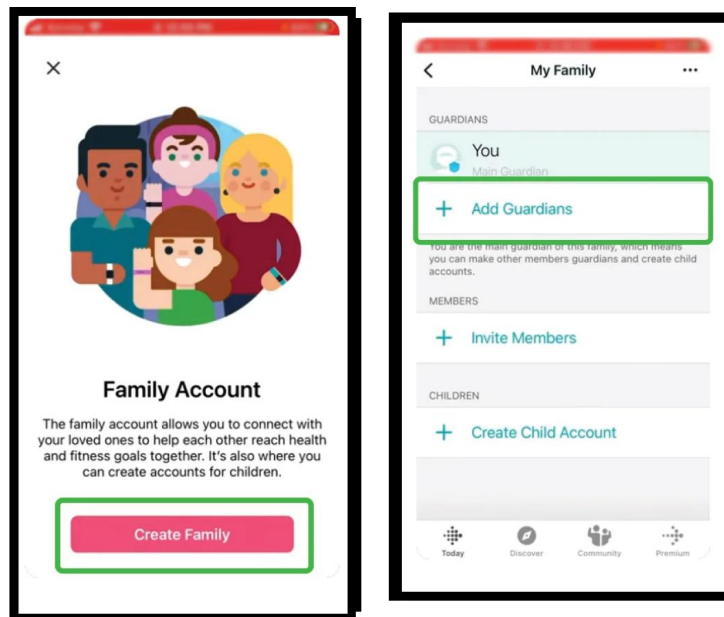 Family Account
The family account allows you to connect with
your loved ones to help each other reach health
and fitness goals together. It's also where you
can create accounts for children.
Create Family
My Family
GUARDIANS
You
Main Guardian
+ Add Guardians
You are the main guardian of this family, which means
you can make other members guardians and create child
accounts.
MEMBERS
+ Invite Members
CHILDREN
+ Create Child Account
Today Discover Community Premium